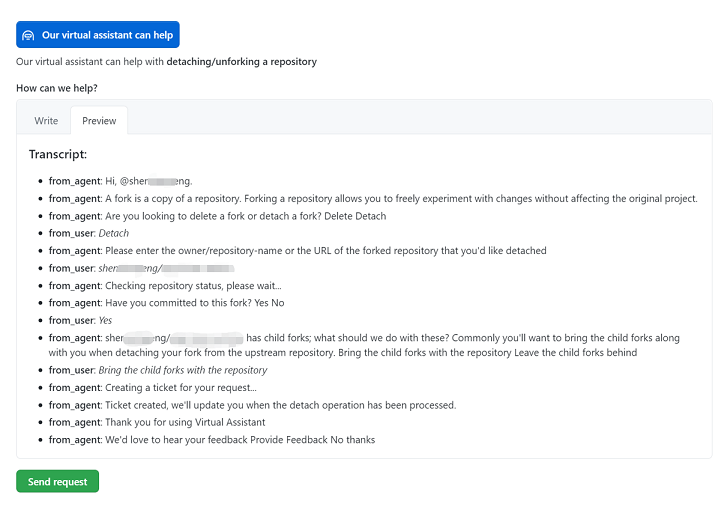 Our virtual assistant can help
Our virtual assistant can help with detaching/unforking a repository
How can we help?
Write Preview
Transcript:
from_agent: Hi, @sher eng.
from_agent: A fork is a copy of a repository. Forking a repository allows you to freely experiment with changes without affecting the original project.
from_agent: Are you looking to delete a fork or detach a fork? Delete Detach
from_user: Detach
from_agent: Please enter the owner/repository-name or the URL of the forked repository that you'd like detached
from_user: eng/
from_agent: Checking repository status, please wait...
from_agent: Have you committed to this fork? Yes No
from_user: Yes
from_agent: eng/ has child forks; what should we do with these? Commonly you'll want to bring the child forks along
with you when detaching your fork from the upstream repository. Bring the child forks with the repository Leave the child forks behind
from_user: Bring the child forks with the repository
from_agent: Creating a ticket for your request...
from_agent: Ticket created, we'll update you when the detach operation has been processed.
from_agent: Thank you for using Virtual Assistant
from_agent: We'd love to hear your feedback Provide Feedback No thanks
Send request